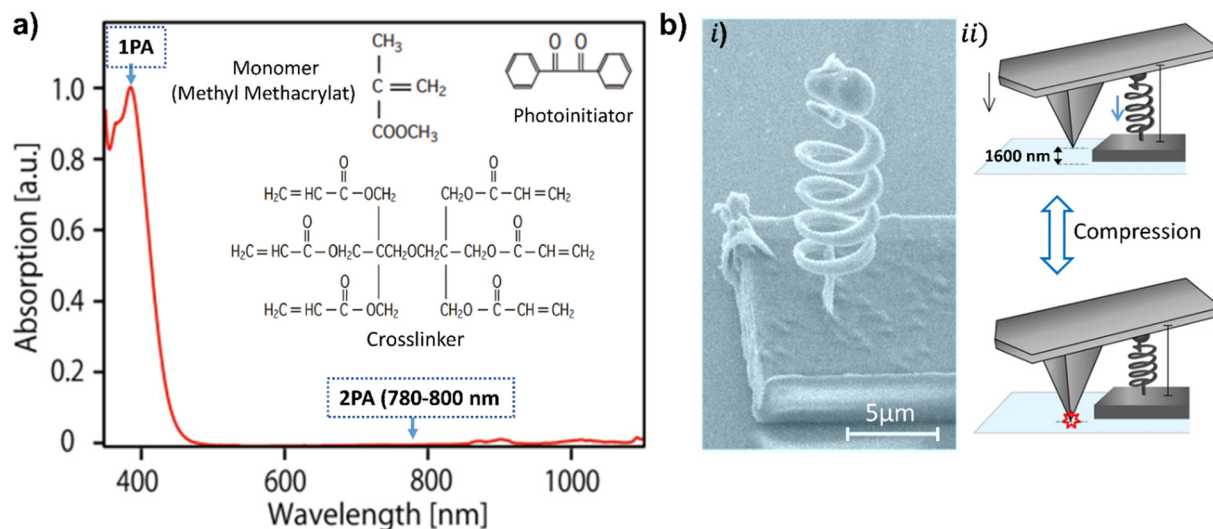 a)
1PA
Monomer
(Methyl Methacrylat)
CH₃
C=CH₂
COOCH₃
O O
Photoinitiator
O O
H₂C=HC-C-OCH₂ CH₂O-C-CH=CH₂
O O
H₂C=HC-C-OH₂C-C-CH₂OCH₂-C-CH₂O-C-CH=CH₂
O O
H₂C=HC-C-OCH₂ CH₂O-C-CH=CH₂
Crosslinker
2PA (780-800 nm
Absorption [a.u.]
1.0
0.8
0.6
0.4
0.2
0
400 600 800 1000
Wavelength [nm]
b)
i)
5µm
ii)
1600 nm
Compression